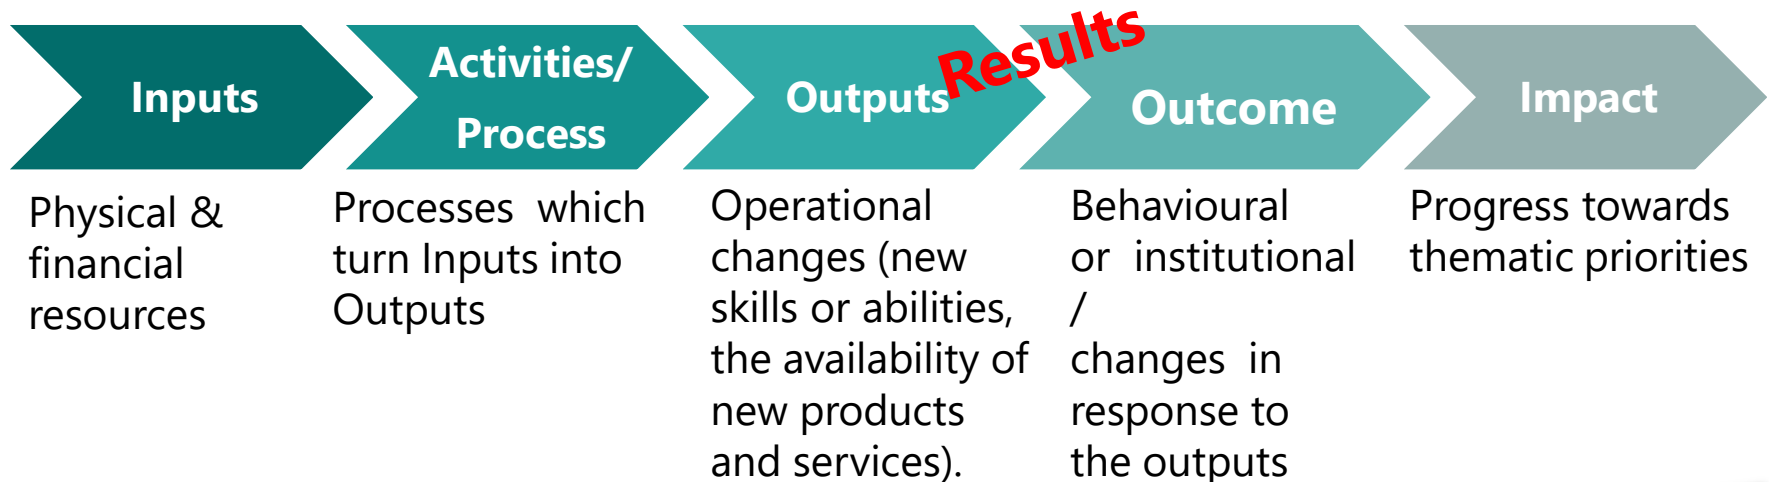 Inputs
Activities/
Process
Outputs
Results
Outcome
Impact
Physical &
financial
resources
Processes which
turn Inputs into
Outputs
Operational
changes (new
skills or abilities,
the availability of
new products
and services).
Behavioural
or institutional
/
changes in
response to
the outputs
Progress towards
thematic priorities